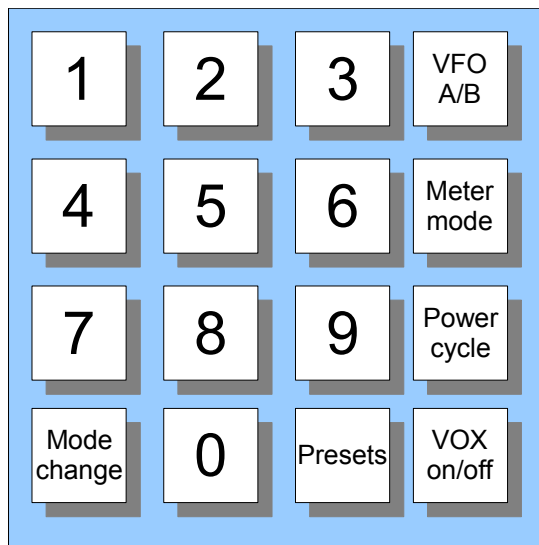 1
2
3
VFO
A/B
4
5
6
Meter
mode
7
8
9
Power
cycle
Mode
change
0
Presets
VOX
on/off